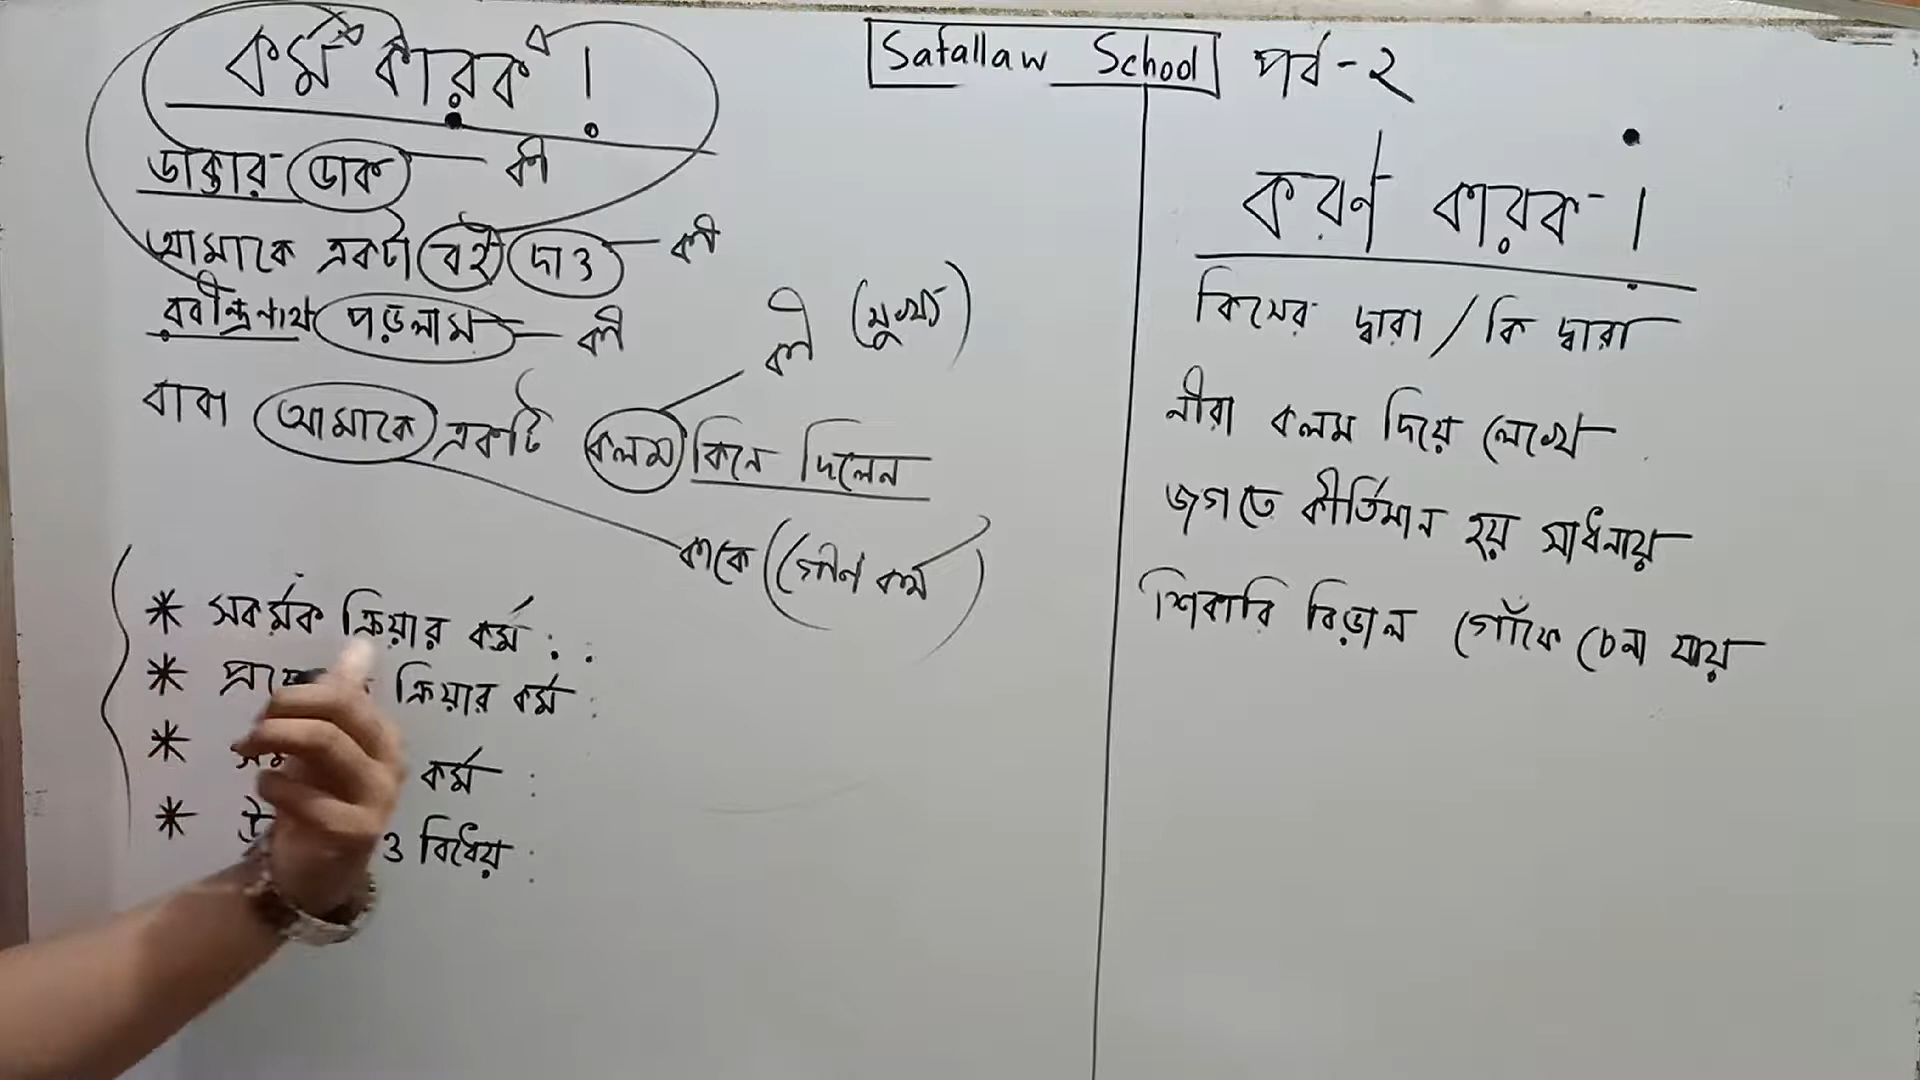 Safallaw School পর্ব-২
কর্ম কারক !
ডাক্তার ডাক কী
আমাকে একটা বই দাও কী
রবীন্দ্রনাথ পড়লাম কী
কী (মুখ্য)
বাবা আমাকে একটি কলম কিনে দিলেন
কাকে (গৌণ কর্ম)
* সকর্মক ক্রিয়ার কর্ম :
* ক্রিয়ার কর্ম :
* কর্ম :
* ও বিধেয় :
করণ কারক ।
কিসের দ্বারা / কি দ্বারা
নীরা কলম দিয়ে লেখে
জগতে কীর্তিমান হয় সাধনায়
শিকারি বিড়াল গোঁফে চেনা যায়